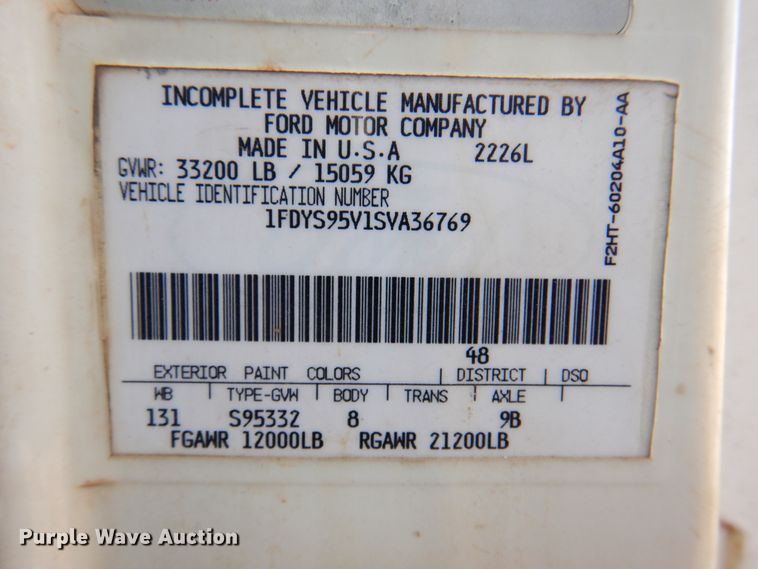 INCOMPLETE VEHICLE MANUFACTURED BY
FORD MOTOR COMPANY
MADE IN U.S.A 2226L
GVWR: 33200 LB / 15059 KG
VEHICLE IDENTIFICATION NUMBER
1FDYS95V1SVA36769
F2HT-60204A10-AA
48
EXTERIOR PAINT COLORS | DISTRICT | DSO
WB | TYPE-GVW | BODY | TRANS | AXLE
131 S95332 8 9B
FGAWR 12000LB RGAWR 21200LB
Purple Wave Auction